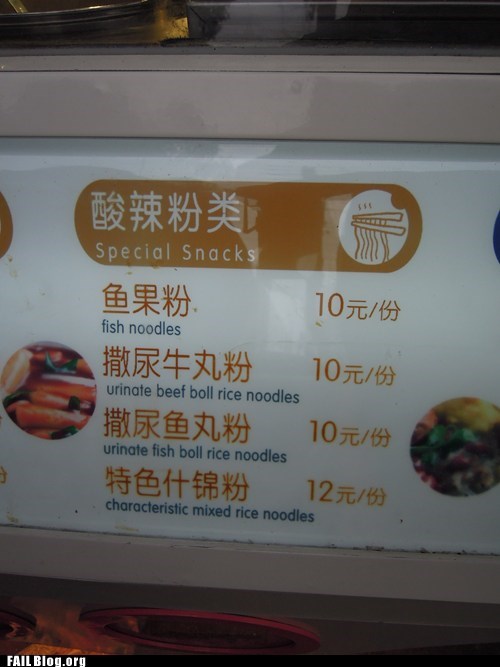 酸辣粉类
Special Snacks
鱼果粉 10元/份
fish noodles
撒尿牛丸粉 10元/份
urinate beef boll rice noodles
撒尿鱼丸粉 10元/份
urinate fish boll rice noodles
特色什锦粉 12元/份
characteristic mixed rice noodles
FAIL Blog.org